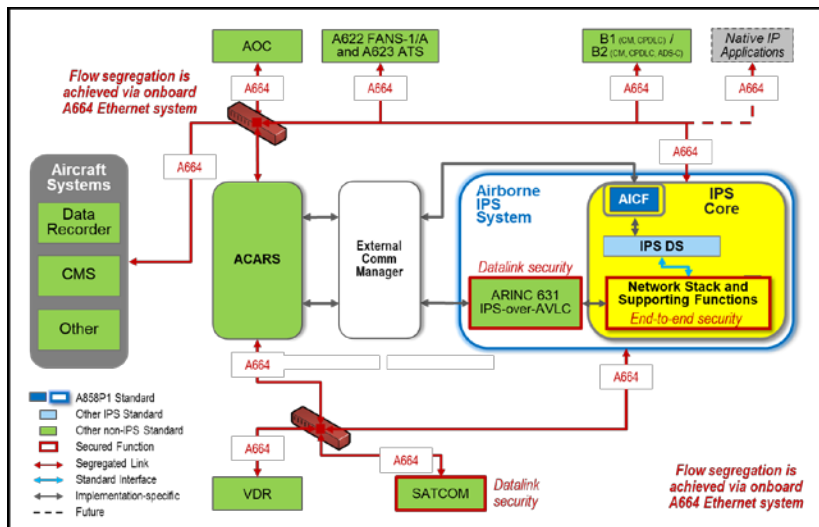 AOC
A622 FANS-1/A
and A623 ATS
B1 (CM, CPDLC) /
B2 (CM, CPDLC, ADS-C)
Native IP
Applications
Flow segregation is
achieved via onboard
A664 Ethernet system
A664
A664
A664
A664
A664
A664
Aircraft
Systems
Data
Recorder
CMS
Other
ACARS
External
Comm
Manager
Airborne
IPS
System
AICF
IPS
Core
IPS DS
Datalink security
ARINC 631
IPS-over-AVLC
Network Stack and
Supporting Functions
End-to-end security
A664
A664
A664
A664
VDR
SATCOM
Datalink
security
A858P1 Standard
Other IPS Standard
Other non-IPS Standard
Secured Function
Segregated Link
Standard Interface
Implementation-specific
Future
Flow segregation is
achieved via onboard
A664 Ethernet system